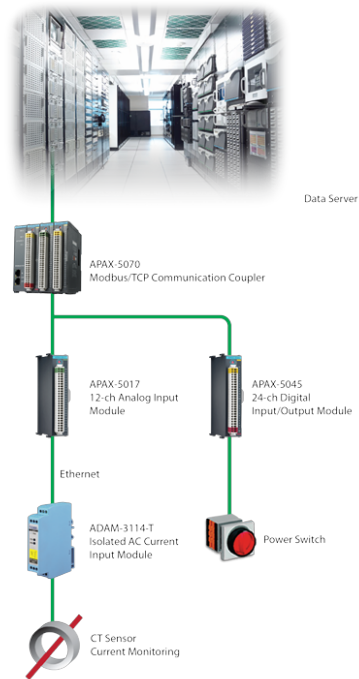 Data Server
APAX-5070
Modbus/TCP Communication Coupler
APAX-5017
12-ch Analog Input
Module
APAX-5045
24-ch Digital
Input/Output Module
Ethernet
ADAM-3114-T
Isolated AC Current
Input Module
Power Switch
CT Sensor
Current Monitoring